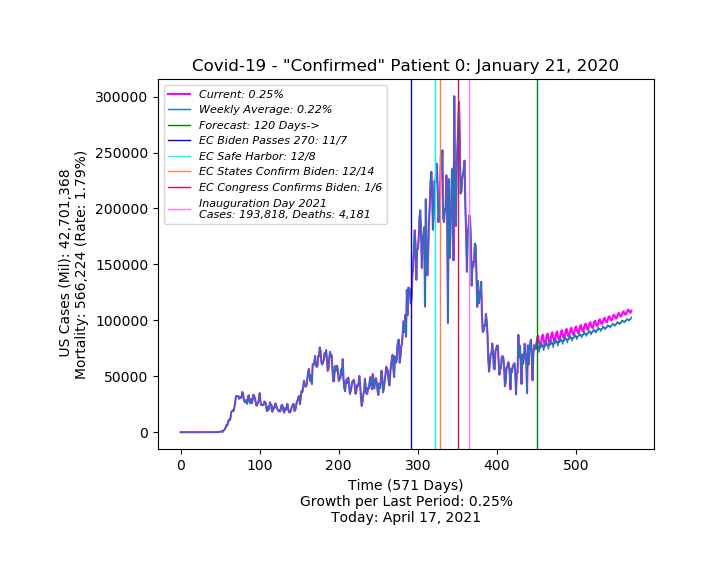 Covid-19 - "Confirmed" Patient 0: January 21, 2020
Current: 0.25%
Weekly Average: 0.22%
Forecast: 120 Days->
EC Biden Passes 270: 11/7
EC Safe Harbor: 12/8
EC States Confirm Biden: 12/14
EC Congress Confirms Biden: 1/6
Inauguration Day 2021
Cases: 193,818, Deaths: 4,181
US Cases (Mil): 42,701,368
Mortality: 566,224 (Rate: 1.79%)
300000
250000
200000
150000
100000
50000
0
0 100 200 300 400 500
Time (571 Days)
Growth per Last Period: 0.25%
Today: April 17, 2021